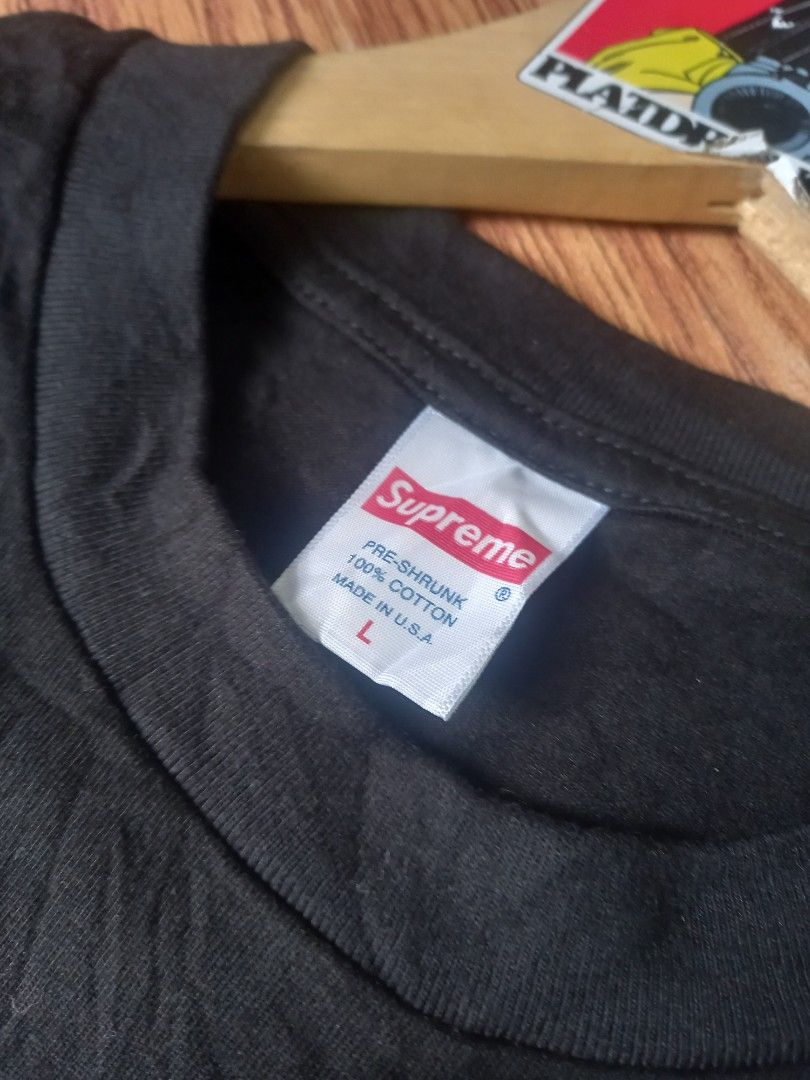 Supreme
®
PRE-SHRUNK
100% COTTON
MADE IN U.S.A.
L